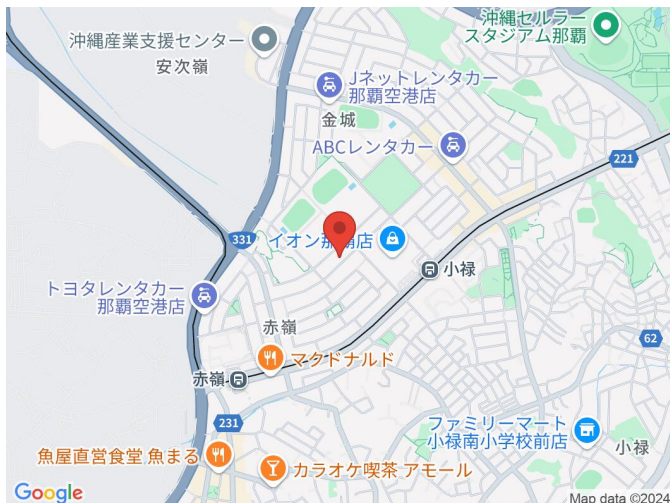 沖縄セルラー
スタジアム那覇
沖縄産業支援センター
安次嶺
Jネットレンタカー
那覇空港店
金城
ABCレンタカー
221
331
イオン那覇店
小禄
トヨタレンタカー
那覇空港店
赤嶺
62
マクドナルド
赤嶺
231
ファミリーマート
小禄南小学校前店
小禄
魚屋直営食堂 魚まる
カラオケ喫茶 アモール
Google
Map data ©2024